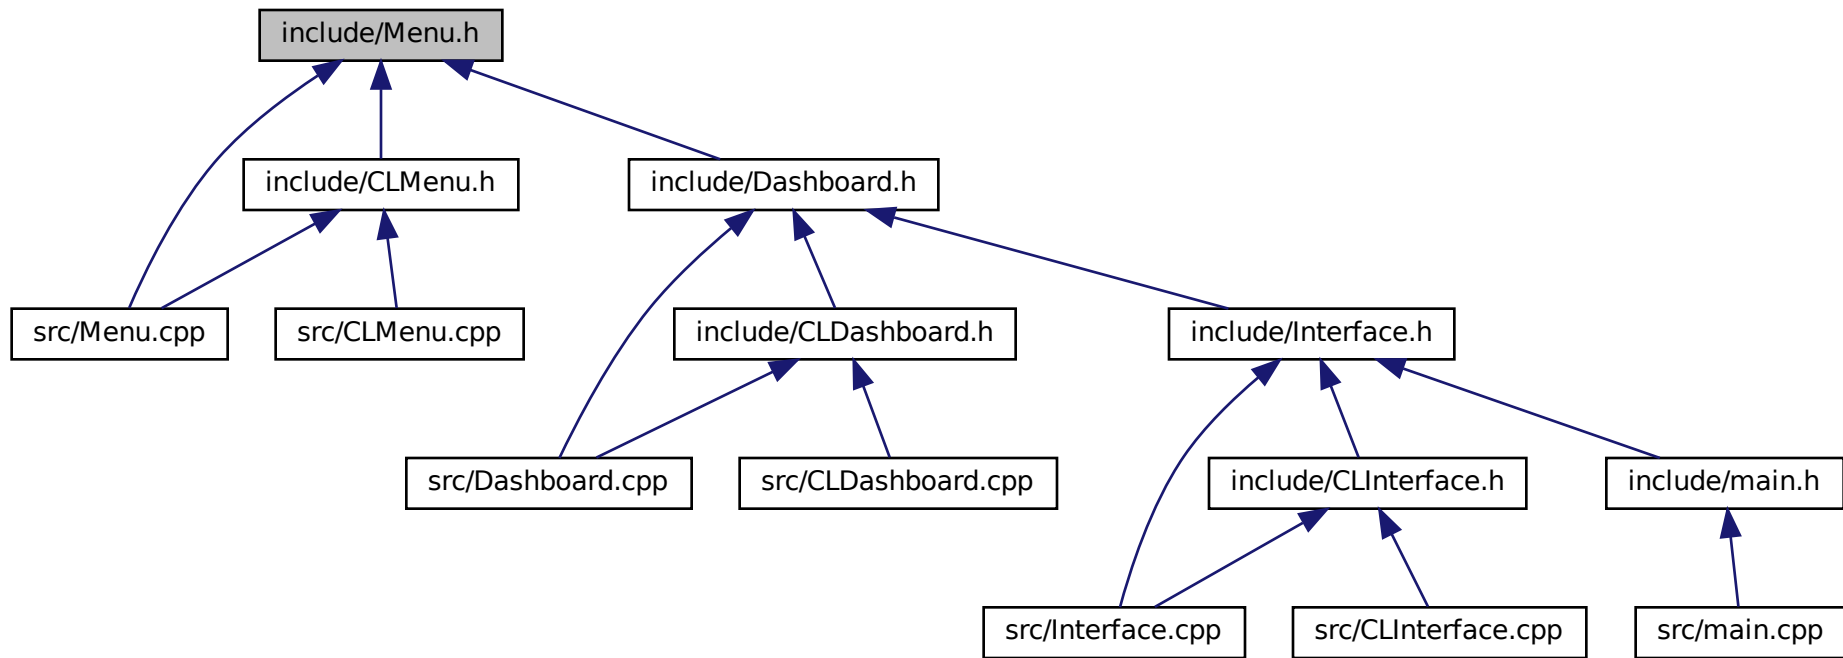 include/Menu.h
include/CLMenu.h
include/Dashboard.h
src/Menu.cpp
src/CLMenu.cpp
include/CLDashboard.h
include/Interface.h
src/Dashboard.cpp
src/CLDashboard.cpp
include/CLInterface.h
include/main.h
src/Interface.cpp
src/CLInterface.cpp
src/main.cpp